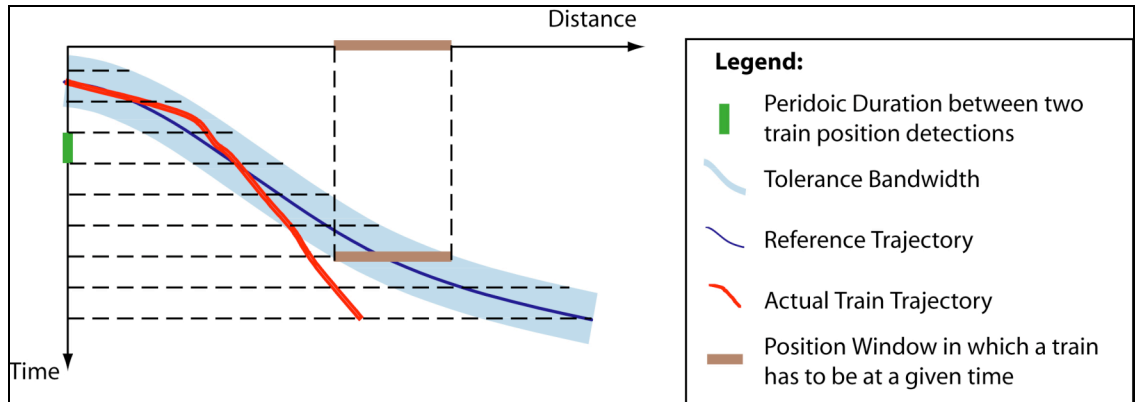 Distance
Time
Legend:
Peridoic Duration between two
train position detections
Tolerance Bandwidth
Reference Trajectory
Actual Train Trajectory
Position Window in which a train
has to be at a given time